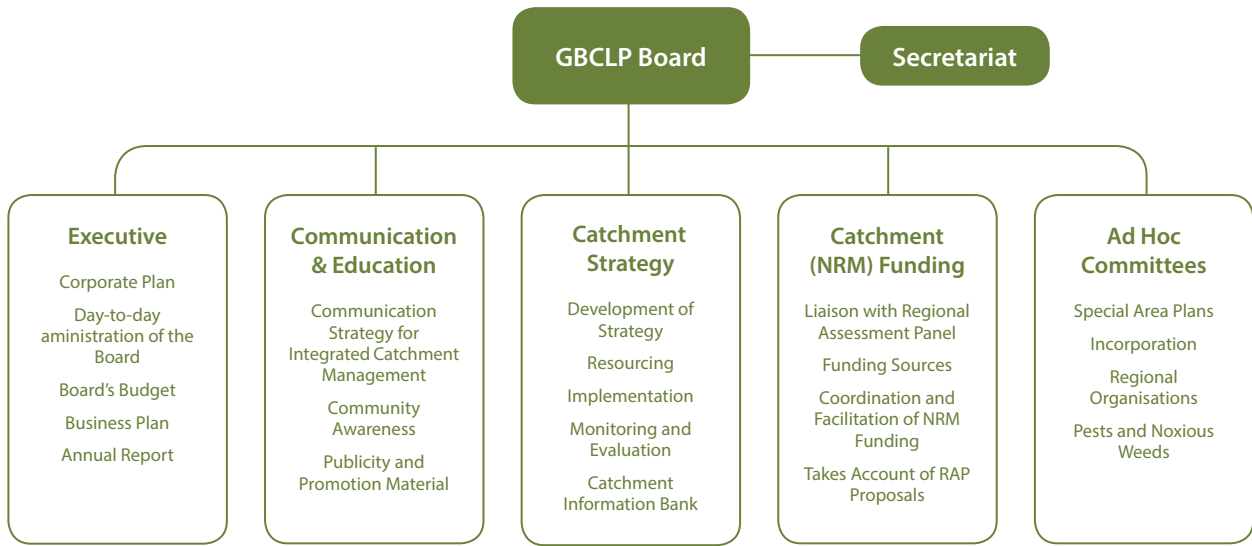 GBCLP Board
Secretariat
Executive
Corporate Plan
Day-to-day
aministration of the
Board
Board's Budget
Business Plan
Annual Report
Communication
& Education
Communication
Strategy for
Integrated Catchment
Management
Community
Awareness
Publicity and
Promotion Material
Catchment
Strategy
Development of
Strategy
Resourcing
Implementation
Monitoring and
Evaluation
Catchment
Information Bank
Catchment
(NRM) Funding
Liaison with Regional
Assessment Panel
Funding Sources
Coordination and
Facilitation of NRM
Funding
Takes Account of RAP
Proposals
Ad Hoc
Committees
Special Area Plans
Incorporation
Regional
Organisations
Pests and Noxious
Weeds